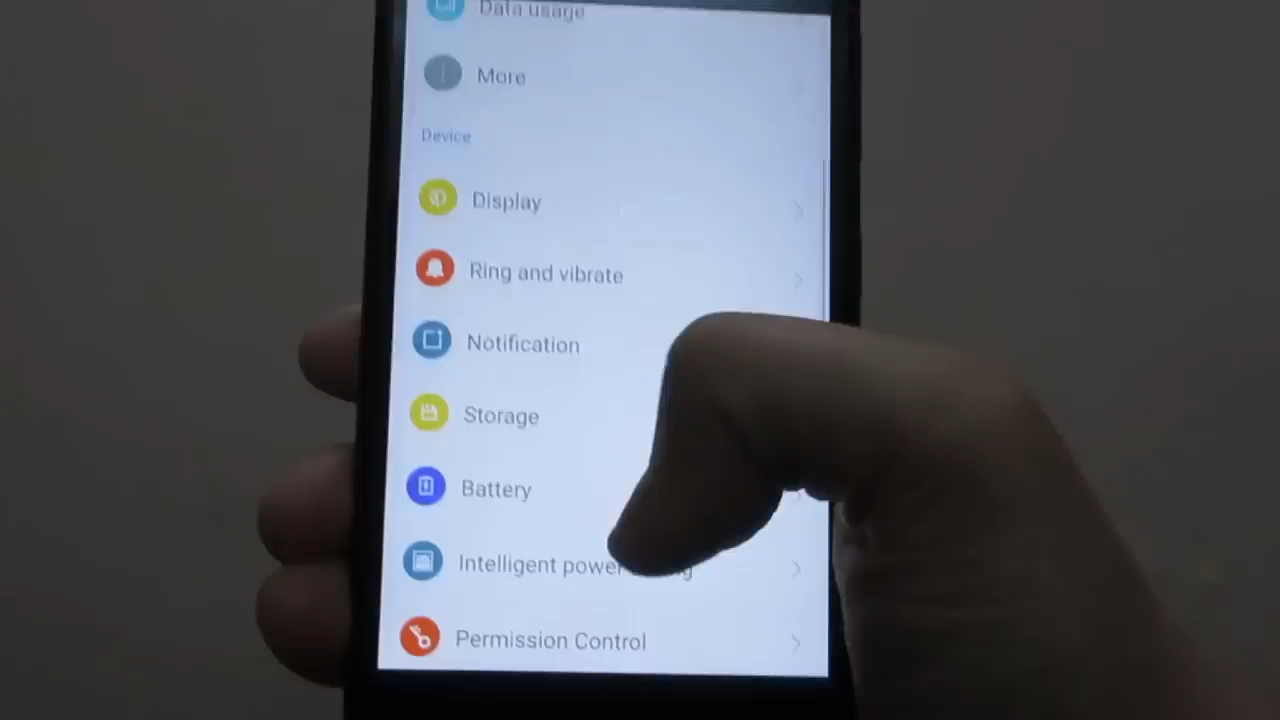 Data usage
More
Device
Display
Ring and vibrate
Notification
Storage
Battery
Intelligent power
Permission Control